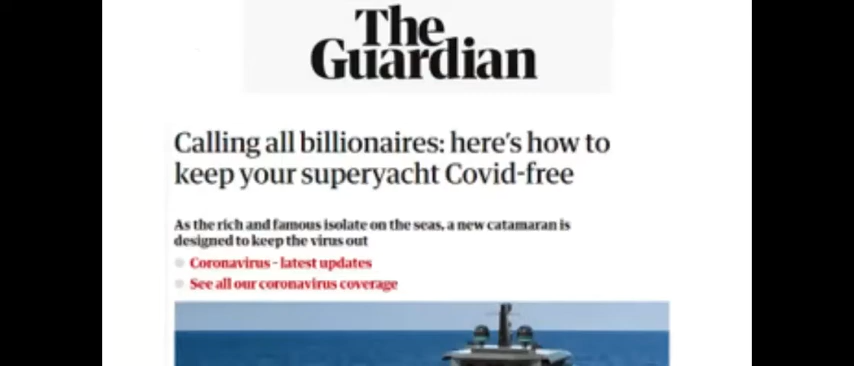 The
Guardian
Calling all billionaires: here's how to
keep your superyacht Covid-free
As the rich and famous isolate on the seas, a new catamaran is
designed to keep the virus out
Coronavirus - latest updates
See all our coronavirus coverage